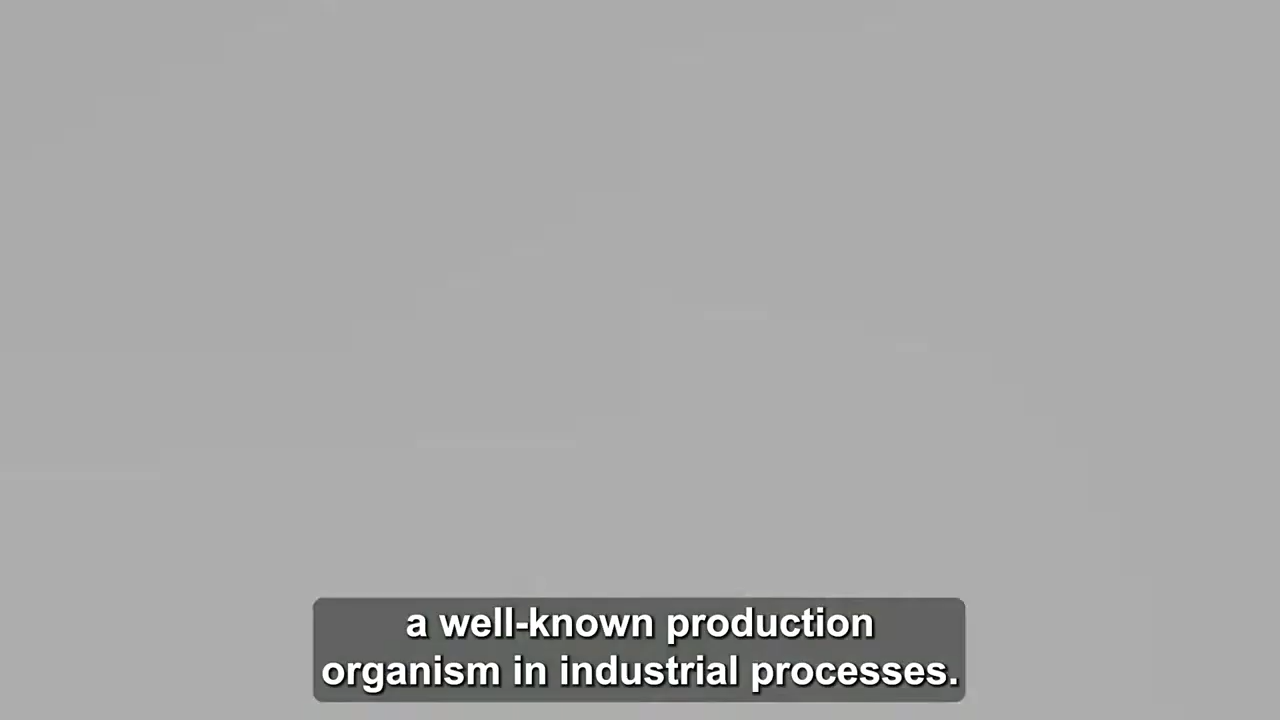 a well-known production
organism in industrial processes.